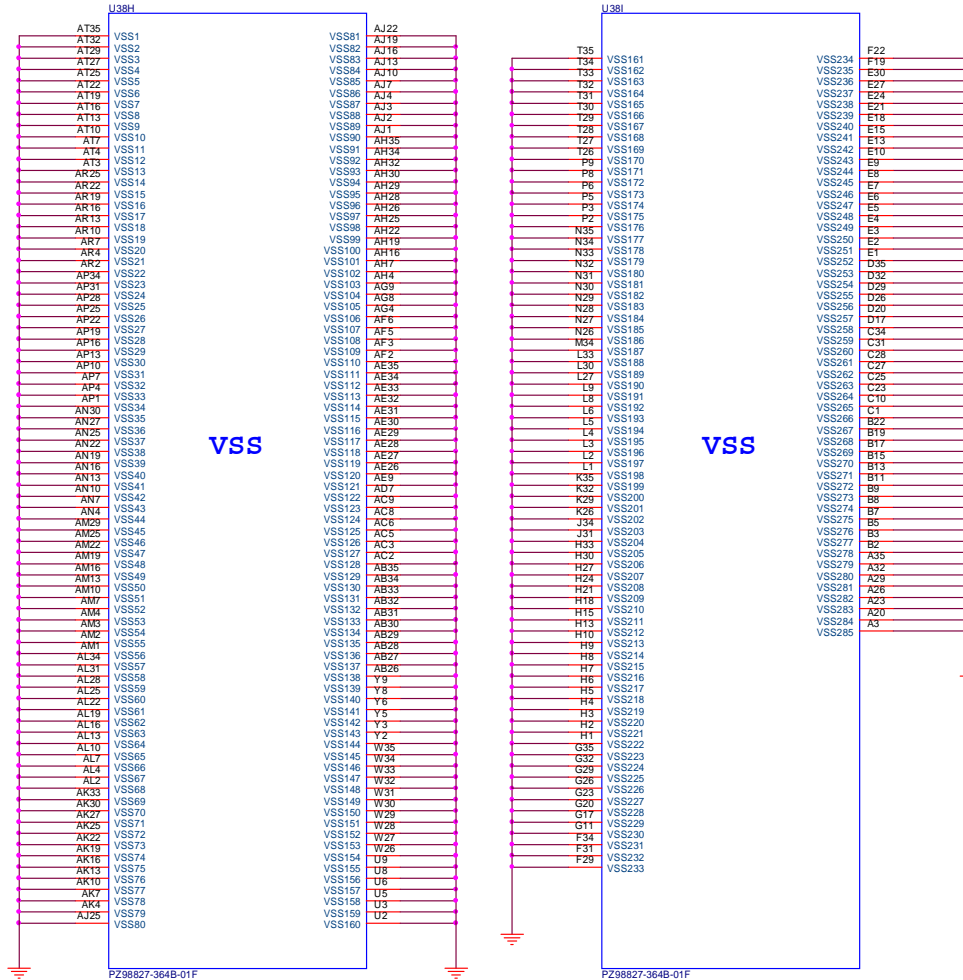 U38H
AT35 VSS1
AT32 VSS2
AT29 VSS3
AT27 VSS4
AT25 VSS5
AT22 VSS6
AT19 VSS7
AT16 VSS8
AT13 VSS9
AT10 VSS10
AT7 VSS11
AT4 VSS12
AT3 VSS13
AR25 VSS14
AR22 VSS15
AR19 VSS16
AR16 VSS17
AR13 VSS18
AR10 VSS19
AR7 VSS20
AR4 VSS21
AR2 VSS22
AP34 VSS23
AP31 VSS24
AP28 VSS25
AP25 VSS26
AP22 VSS27
AP19 VSS28
AP16 VSS29
AP13 VSS30
AP10 VSS31
AP7 VSS32
AP4 VSS33
AP1 VSS34
AN30 VSS35
AN27 VSS36
AN25 VSS37
AN22 VSS38
AN19 VSS39
AN16 VSS40
AN13 VSS41
AN10 VSS42
AN7 VSS43
AN4 VSS44
AM29 VSS45
AM25 VSS46
AM22 VSS47
AM19 VSS48
AM16 VSS49
AM13 VSS50
AM10 VSS51
AM7 VSS52
AM4 VSS53
AM3 VSS54
AM2 VSS55
AM1 VSS56
AL34 VSS57
AL31 VSS58
AL28 VSS59
AL25 VSS60
AL22 VSS61
AL19 VSS62
AL16 VSS63
AL13 VSS64
AL10 VSS65
AL7 VSS66
AL4 VSS67
AL2 VSS68
AK33 VSS69
AK30 VSS70
AK27 VSS71
AK25 VSS72
AK22 VSS73
AK19 VSS74
AK16 VSS75
AK13 VSS76
AK10 VSS77
AK7 VSS78
AK4 VSS79
AJ25 VSS80
VSS
VSS81 AJ22
VSS82 AJ19
VSS83 AJ16
VSS84 AJ13
VSS85 AJ10
VSS86 AJ7
VSS87 AJ4
VSS88 AJ3
VSS89 AJ2
VSS90 AJ1
VSS91 AH35
VSS92 AH34
VSS93 AH32
VSS94 AH30
VSS95 AH29
VSS96 AH28
VSS97 AH26
VSS98 AH25
VSS99 AH22
VSS100 AH19
VSS101 AH16
VSS102 AH7
VSS103 AH4
VSS104 AG9
VSS105 AG8
VSS106 AG4
VSS107 AF6
VSS108 AF5
VSS109 AF3
VSS110 AF2
VSS111 AE35
VSS112 AE34
VSS113 AE33
VSS114 AE32
VSS115 AE31
VSS116 AE30
VSS117 AE29
VSS118 AE28
VSS119 AE27
VSS120 AE26
VSS121 AE9
VSS122 AD7
VSS123 AC9
VSS124 AC8
VSS125 AC6
VSS126 AC5
VSS127 AC3
VSS128 AC2
VSS129 AB35
VSS130 AB34
VSS131 AB33
VSS132 AB32
VSS133 AB31
VSS134 AB30
VSS135 AB29
VSS136 AB28
VSS137 AB27
VSS138 AB26
VSS139 Y9
VSS140 Y8
VSS141 Y6
VSS142 Y5
VSS143 Y3
VSS144 Y2
VSS145 W35
VSS146 W34
VSS147 W33
VSS148 W32
VSS149 W31
VSS150 W30
VSS151 W29
VSS152 W28
VSS153 W27
VSS154 W26
VSS155 U9
VSS156 U8
VSS157 U6
VSS158 U5
VSS159 U3
VSS160 U2
PZ98827-364B-01F
U38I
T35 VSS161
T34 VSS162
T33 VSS163
T32 VSS164
T31 VSS165
T30 VSS166
T29 VSS167
T28 VSS168
T27 VSS169
T26 VSS170
P9 VSS171
P8 VSS172
P6 VSS173
P5 VSS174
P3 VSS175
P2 VSS176
N35 VSS177
N34 VSS178
N33 VSS179
N32 VSS180
N31 VSS181
N30 VSS182
N29 VSS183
N28 VSS184
N27 VSS185
N26 VSS186
M34 VSS187
L33 VSS188
L30 VSS189
L27 VSS190
L9 VSS191
L8 VSS192
L6 VSS193
L5 VSS194
L4 VSS195
L3 VSS196
L2 VSS197
L1 VSS198
K35 VSS199
K32 VSS200
K29 VSS201
K26 VSS202
J34 VSS203
J31 VSS204
H33 VSS205
H30 VSS206
H27 VSS207
H24 VSS208
H21 VSS209
H18 VSS210
H15 VSS211
H13 VSS212
H10 VSS213
H9 VSS214
H8 VSS215
H7 VSS216
H6 VSS217
H5 VSS218
H4 VSS219
H3 VSS220
H2 VSS221
H1 VSS222
G35 VSS223
G32 VSS224
G29 VSS225
G26 VSS226
G23 VSS227
G20 VSS228
G17 VSS229
G11 VSS230
F34 VSS231
F31 VSS232
F29 VSS233
VSS
VSS234 F22
VSS235 F19
VSS236 E30
VSS237 E27
VSS238 E24
VSS239 E21
VSS240 E18
VSS241 E15
VSS242 E13
VSS243 E10
VSS244 E9
VSS245 E8
VSS246 E7
VSS247 E6
VSS248 E5
VSS249 E4
VSS250 E3
VSS251 E2
VSS252 E1
VSS253 D35
VSS254 D32
VSS255 D29
VSS256 D26
VSS257 D20
VSS258 D17
VSS259 C34
VSS260 C31
VSS261 C28
VSS262 C27
VSS263 C25
VSS264 C23
VSS265 C10
VSS266 C1
VSS267 B22
VSS268 B19
VSS269 B17
VSS270 B15
VSS271 B13
VSS272 B11
VSS273 B9
VSS274 B8
VSS275 B7
VSS276 B5
VSS277 B3
VSS278 B2
VSS279 A35
VSS280 A32
VSS281 A29
VSS282 A26
VSS283 A23
VSS284 A20
VSS285 A3
PZ98827-364B-01F